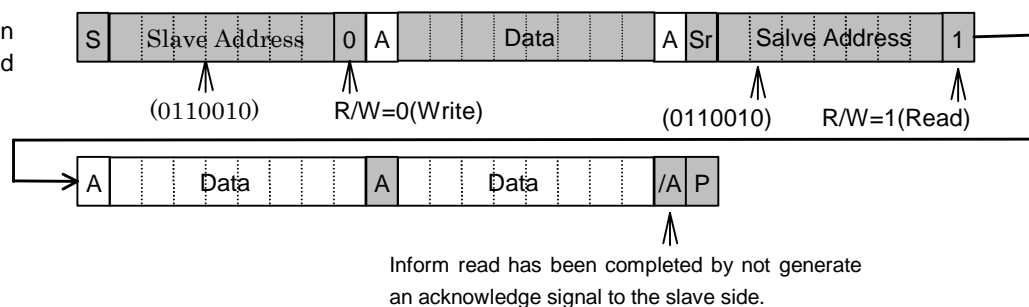 n
d
S Slave Address 0 A Data A Sr Salve Address 1
(0110010) R/W=0(Write) (0110010) R/W=1(Read)
A Data A Data /A P
Inform read has been completed by not generate
an acknowledge signal to the slave side.